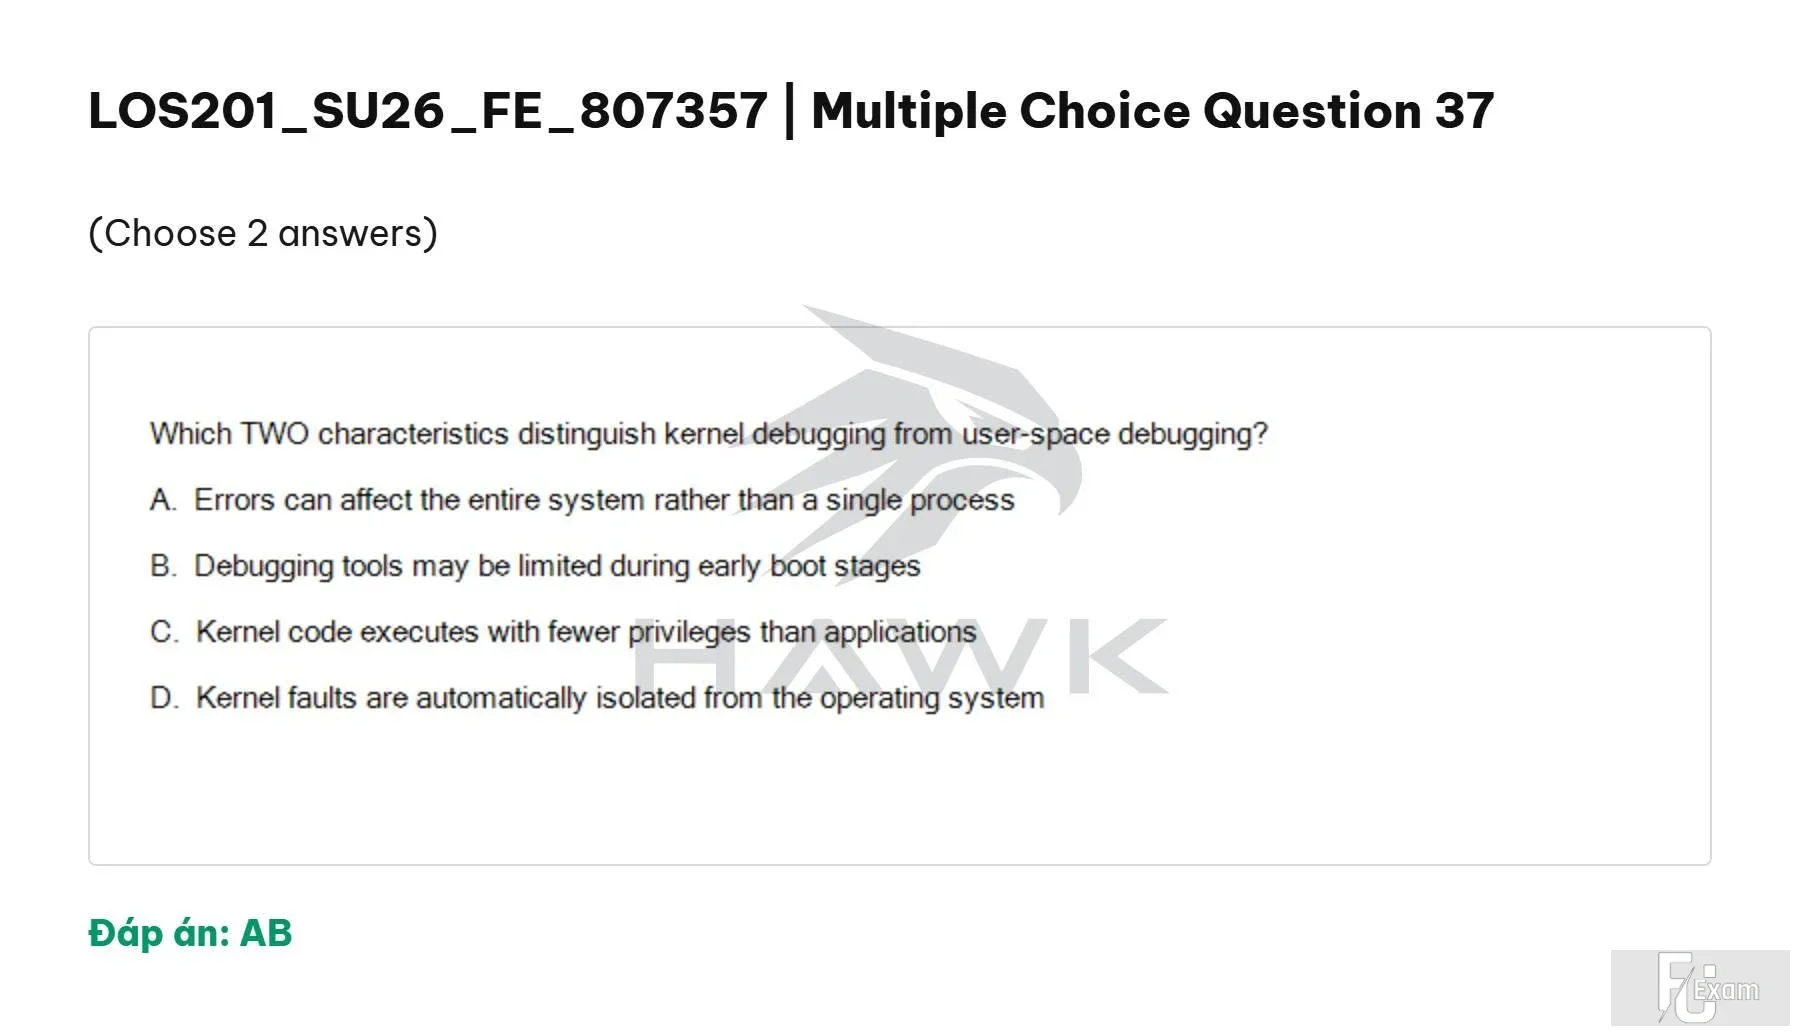 LOS201_SU26_FE_807357 | Multiple Choice Question 37
(Choose 2 answers)
Which TWO characteristics distinguish kernel debugging from user-space debugging?
A. Errors can affect the entire system rather than a single process
B. Debugging tools may be limited during early boot stages
C. Kernel code executes with fewer privileges than applications
D. Kernel faults are automatically isolated from the operating system
HAWK
Đáp án: AB
FU Exam